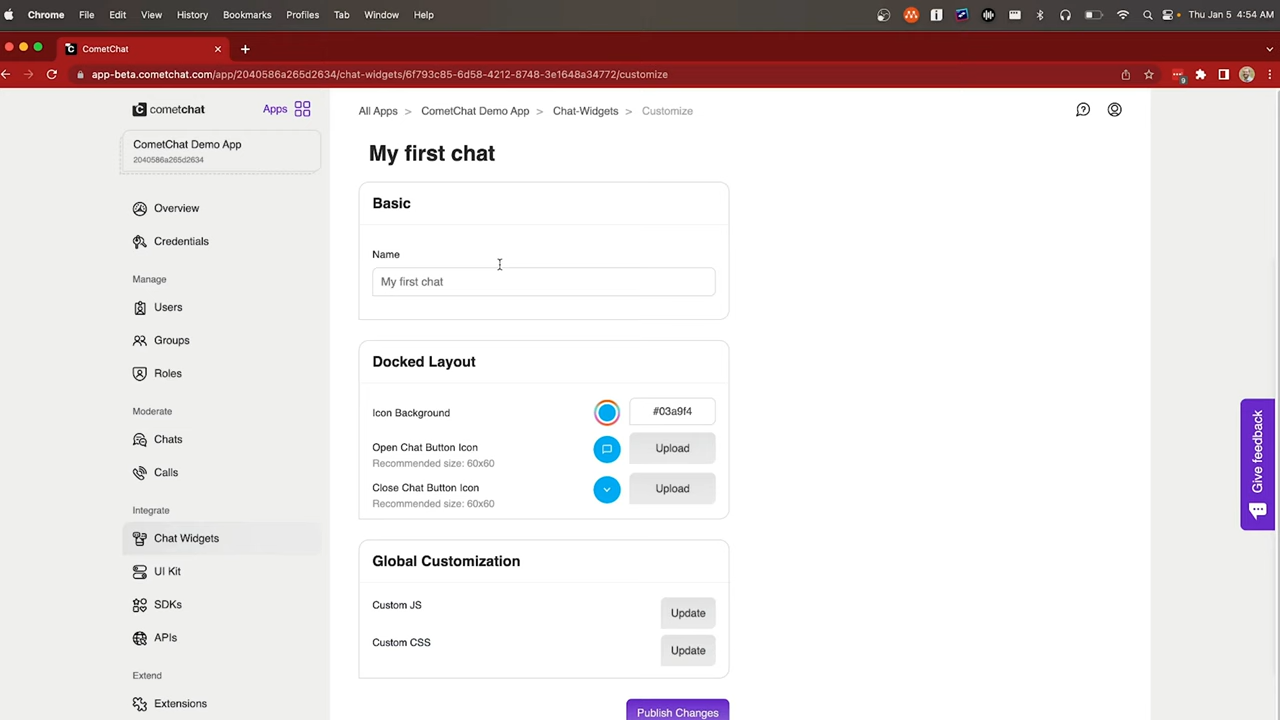 Chrome File Edit View History Bookmarks Profiles Tab Window Help Thu Jan 5 4:54 AM
CometChat
app-beta.cometchat.com/app/2040586a265d2634/chat-widgets/6f793c85-6d58-4212-8748-3e1648a34772/customize
cometchat Apps
CometChat Demo App
2040586a265d2634
Overview
Credentials
Manage
Users
Groups
Roles
Moderate
Chats
Calls
Integrate
Chat Widgets
UI Kit
SDKs
APIs
Extend
Extensions
All Apps > CometChat Demo App > Chat-Widgets > Customize
My first chat
Basic
Name
My first chat
Docked Layout
Icon Background #03a9f4
Open Chat Button Icon Upload
Recommended size: 60x60
Close Chat Button Icon Upload
Recommended size: 60x60
Global Customization
Custom JS Update
Custom CSS Update
Publish Changes
Give feedback